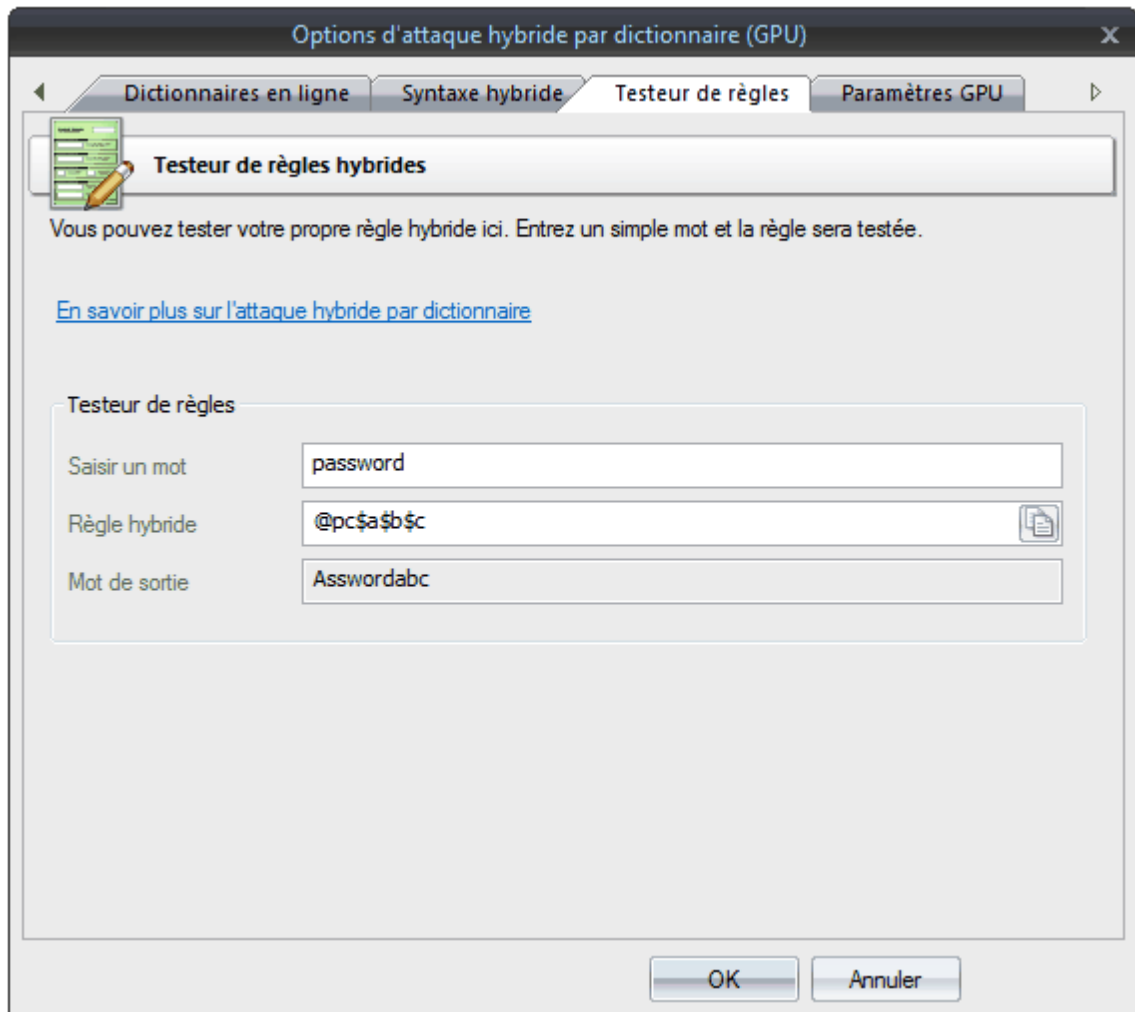 Options d'attaque hybride par dictionnaire (GPU)
Dictionnaires en ligne Syntaxe hybride Testeur de règles Paramètres GPU
Testeur de règles hybrides
Vous pouvez tester votre propre règle hybride ici. Entrez un simple mot et la règle sera testée.
En savoir plus sur l'attaque hybride par dictionnaire
Testeur de règles
Saisir un mot password
Règle hybride @pc$a$b$c
Mot de sortie Asswordabc
OK Annuler